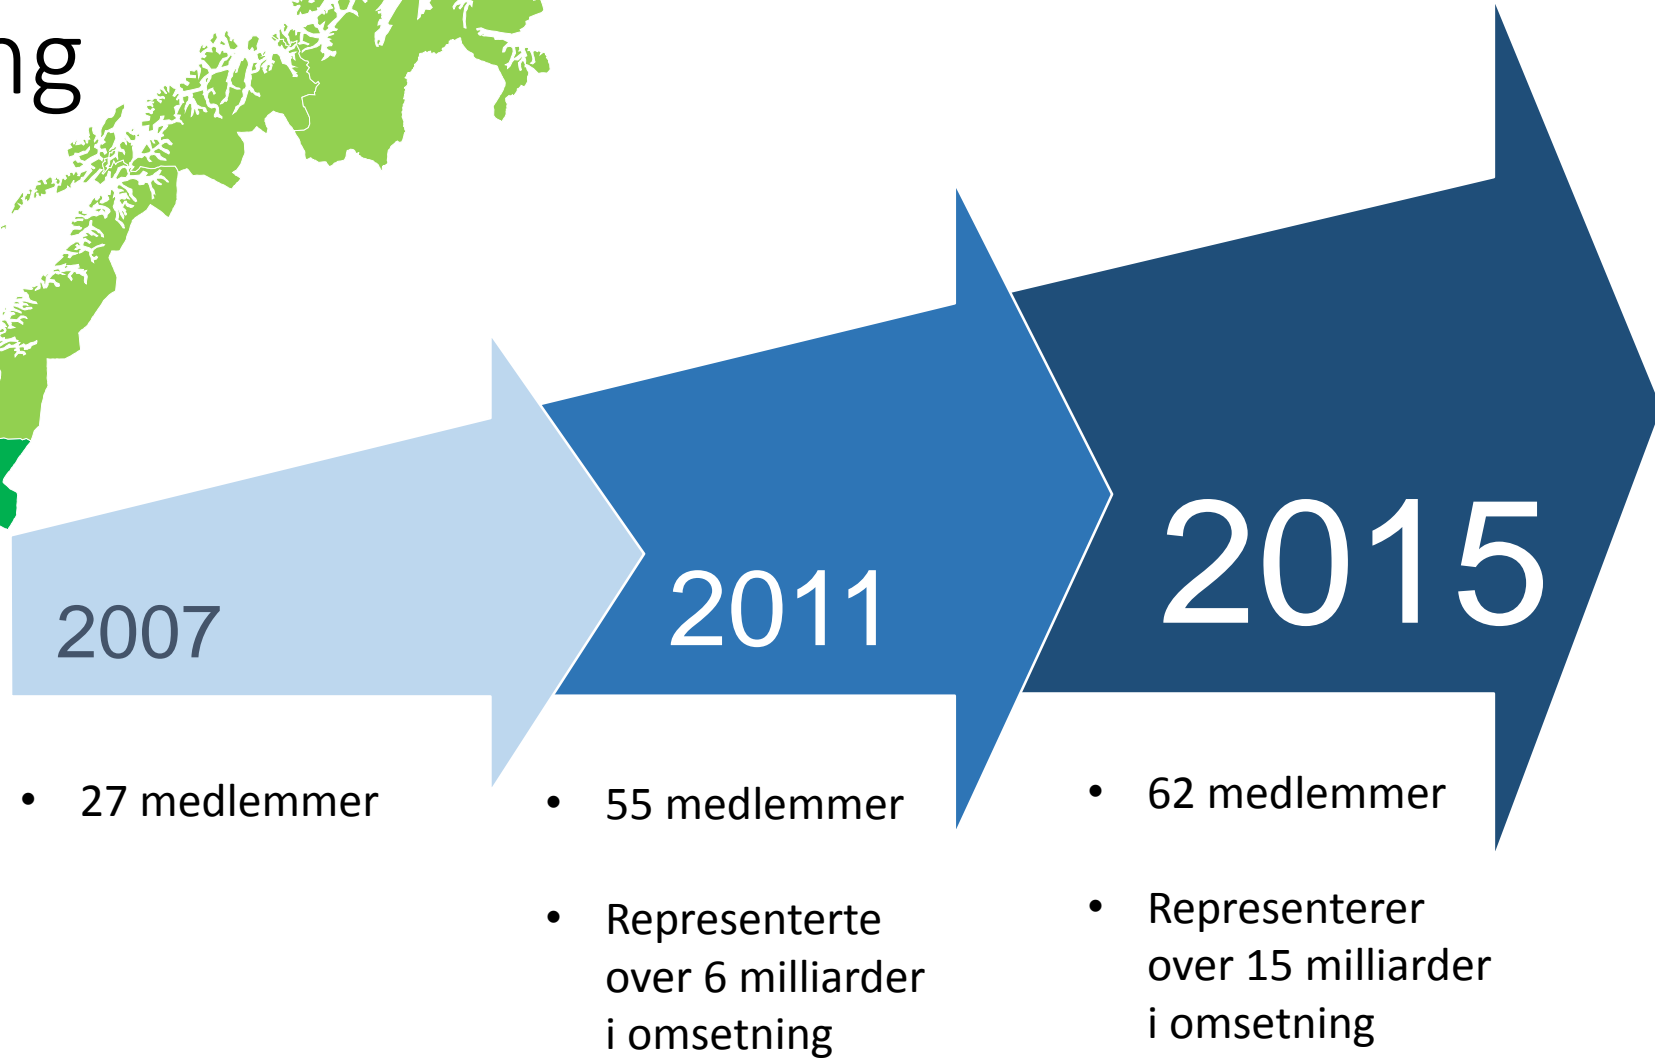 ng
2007
2011
2015
• 27 medlemmer
• 55 medlemmer
• Representerte
over 6 milliarder
i omsetning
• 62 medlemmer
• Representerer
over 15 milliarder
i omsetning